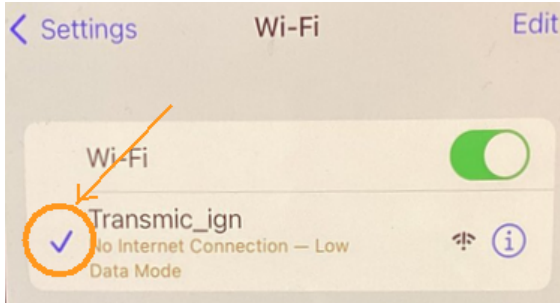 Settings
Wi-Fi
Edit
Wi-Fi
Transmic_ign
No Internet Connection — Low
Data Mode